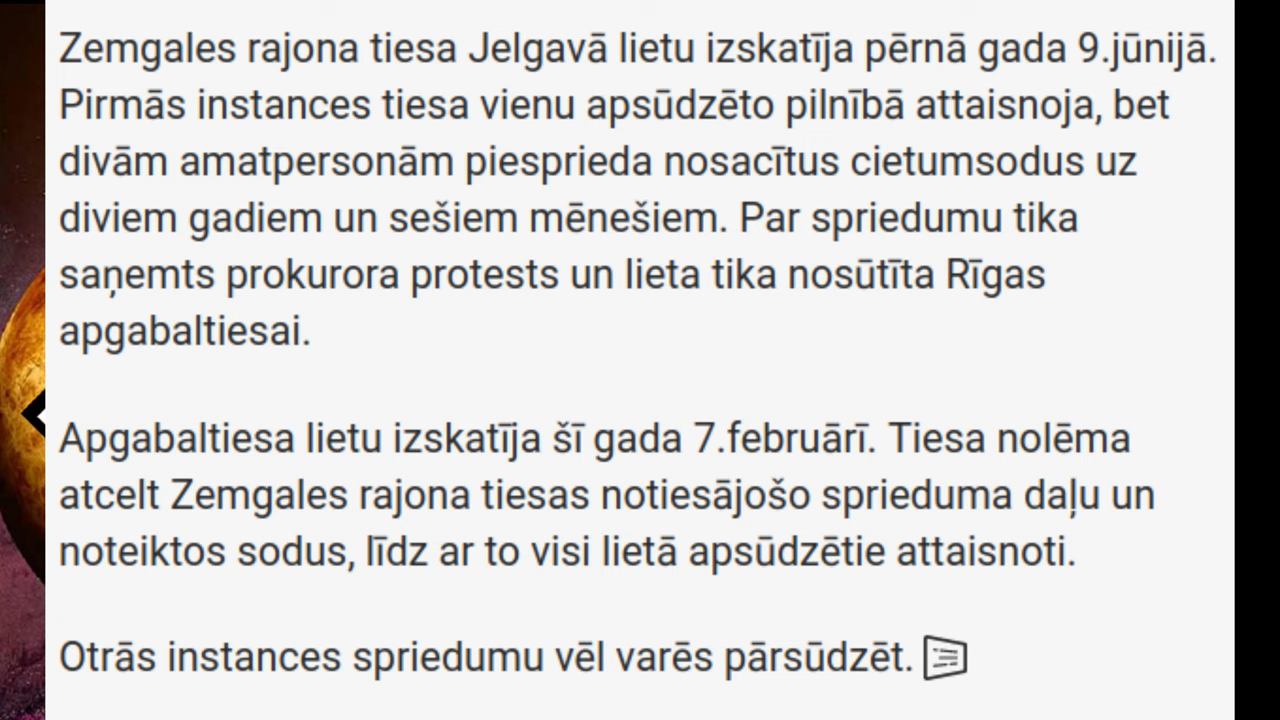 Zemgales rajona tiesa Jelgavā lietu izskatīja pērnā gada 9.jūnijā.
Pirmās instances tiesa vienu apsūdzēto pilnībā attaisnoja, bet
divām amatpersonām piesprieda nosacītus cietumsodus uz
diviem gadiem un sešiem mēnešiem. Par spriedumu tika
saņemts prokurora protests un lieta tika nosūtīta Rīgas
apgabaltiesai.
Apgabaltiesa lietu izskatīja šī gada 7.februārī. Tiesa nolēma
atcelt Zemgales rajona tiesas notiesājošo sprieduma daļu un
noteiktos sodus, līdz ar to visi lietā apsūdzētie attaisnoti.
Otrās instances spriedumu vēl varēs pārsūdzēt.